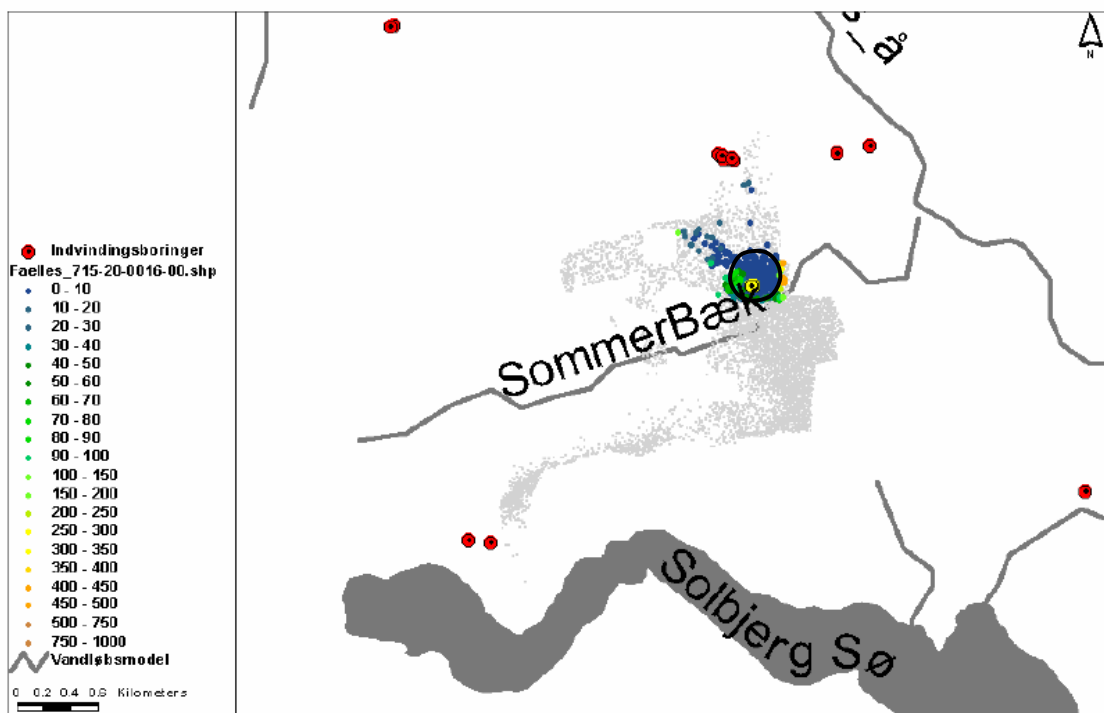 å
N
Indvindingsboringer
Faelles_715-20-0016-00.shp
0 - 10
10 - 20
20 - 30
30 - 40
40 - 50
50 - 60
60 - 70
70 - 80
80 - 90
90 - 100
100 - 150
150 - 200
200 - 250
250 - 300
300 - 350
350 - 400
400 - 450
450 - 500
500 - 750
750 - 1000
Vandløbsmodel
0 0.2 0.4 0.6 Kilometers
SommerBæk
Solbjerg Sø